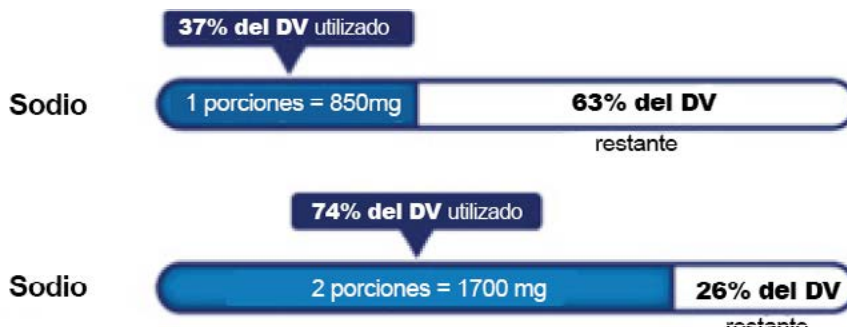 37% del DV utilizado
Sodio
1 porciones = 850mg
63% del DV
restante
74% del DV utilizado
Sodio
2 porciones = 1700 mg
26% del DV
restante